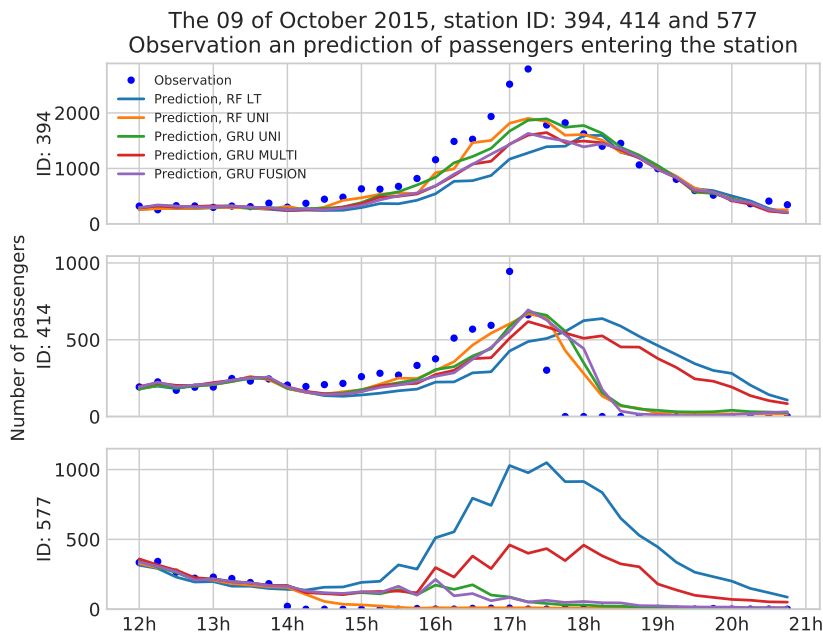 The 09 of October 2015, station ID: 394, 414 and 577
Observation an prediction of passengers entering the station
Observation
Prediction, RF LT
Prediction, RF UNI
Prediction, GRU UNI
Prediction, GRU MULTI
Prediction, GRU FUSION
ID: 394
2000
1000
0
Number of passengers
ID: 414
1000
500
0
ID: 577
1000
500
0
12h 13h 14h 15h 16h 17h 18h 19h 20h 21h